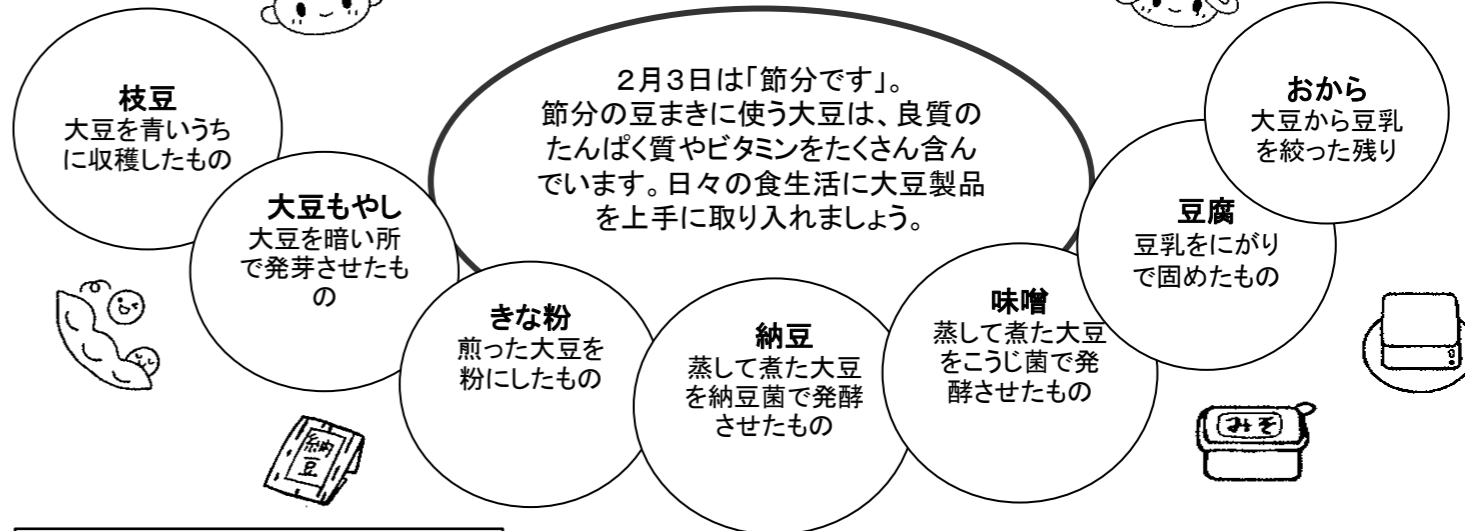 2月3日は「節分です」。
節分の豆まきに使う大豆は、良質の
たんぱく質やビタミンをたくさん含ん
でいます。日々の食生活に大豆製品
を上手に取り入れましょう。
枝豆
大豆を青いうち
に収穫したもの
大豆もやし
大豆を暗い所
で発芽させたも
の
きな粉
煎った大豆を
粉にしたもの
納豆
蒸して煮た大豆
を納豆菌で発酵
させたもの
味噌
蒸して煮た大豆
をこうじ菌で発
酵させたもの
豆腐
豆乳をにがり
で固めたもの
おから
大豆から豆乳
を絞った残り
納
豆
みそ